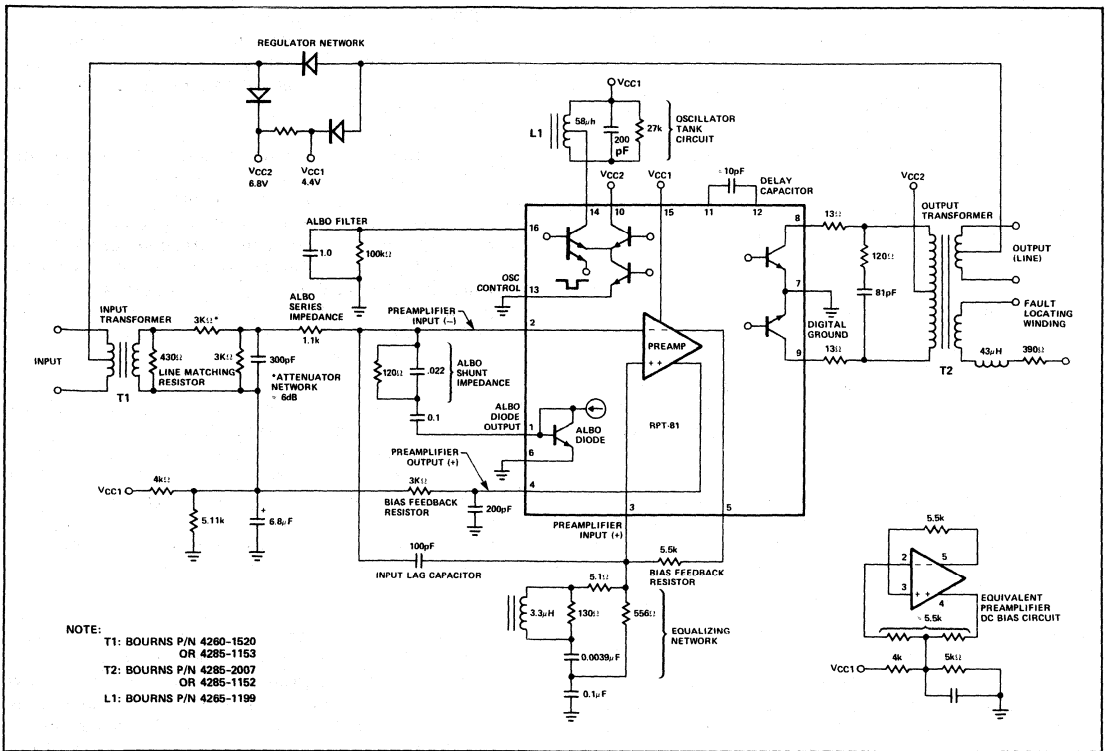 REGULATOR NETWORK
VCC2
6.8V
VCC1
4.4V
VCC1
58μh
L1
200
pF
27k
OSCILLATOR
TANK
CIRCUIT
VCC2
VCC1
≈10pF
DELAY
CAPACITOR
14
10
15
11
12
16
ALBO FILTER
1.0
100kΩ
OSC
CONTROL
13
VCC2
OUTPUT
TRANSFORMER
8
13Ω
120Ω
81pF
7
DIGITAL
GROUND
9
13Ω
OUTPUT
(LINE)
FAULT
LOCATING
WINDING
43μH
390Ω
T2
INPUT
TRANSFORMER
INPUT
T1
3KΩ*
430Ω
3KΩ
LINE MATCHING
RESISTOR
300pF
*ATTENUATOR
NETWORK
≈ 6dB
ALBO
SERIES
IMPEDANCE
1.1k
PREAMPLIFIER
INPUT (−)
2
120Ω
.022
ALBO
SHUNT
IMPEDANCE
0.1
ALBO
DIODE
OUTPUT
1
ALBO
DIODE
6
− −
PREAMP
+ +
RPT-81
PREAMPLIFIER
OUTPUT (+)
4
3
5
VCC1
4kΩ
5.11k
+
6.8μF
3KΩ
BIAS FEEDBACK
RESISTOR
200pF
PREAMPLIFIER
INPUT (+)
100pF
INPUT LAG CAPACITOR
5.5k
BIAS FEEDBACK
RESISTOR
5.1Ω
3.3μH
130Ω
556Ω
EQUALIZING
NETWORK
0.0039μF
0.1μF
5.5k
2
− −
5
3
+ +
4
EQUIVALENT
PREAMPLIFIER
DC BIAS CIRCUIT
≈5.5k
VCC1
4k
5kΩ
NOTE:
T1: BOURNS P/N 4260-1520
OR 4285-1153
T2: BOURNS P/N 4285-2007
OR 4285-1152
L1: BOURNS P/N 4265-1199